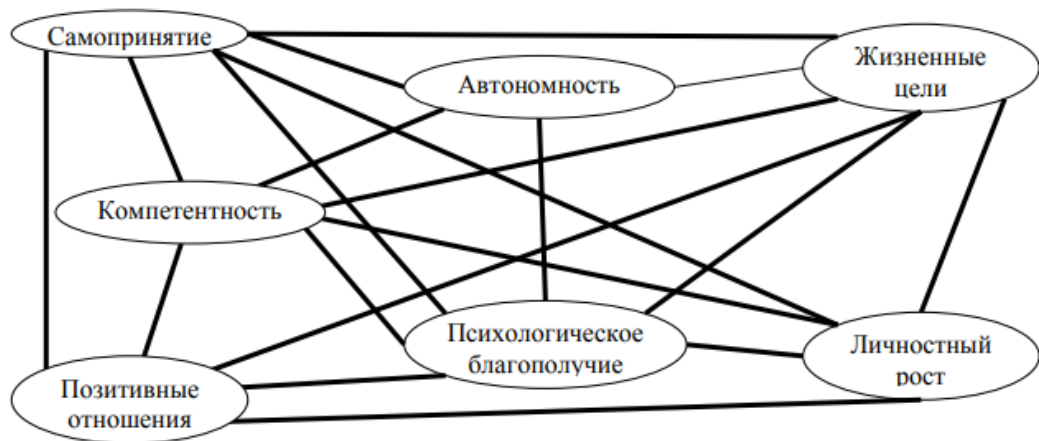 Самопринятие
Автономность
Жизненные
цели
Компетентность
Психологическое
благополучие
Личностный
рост
Позитивные
отношения